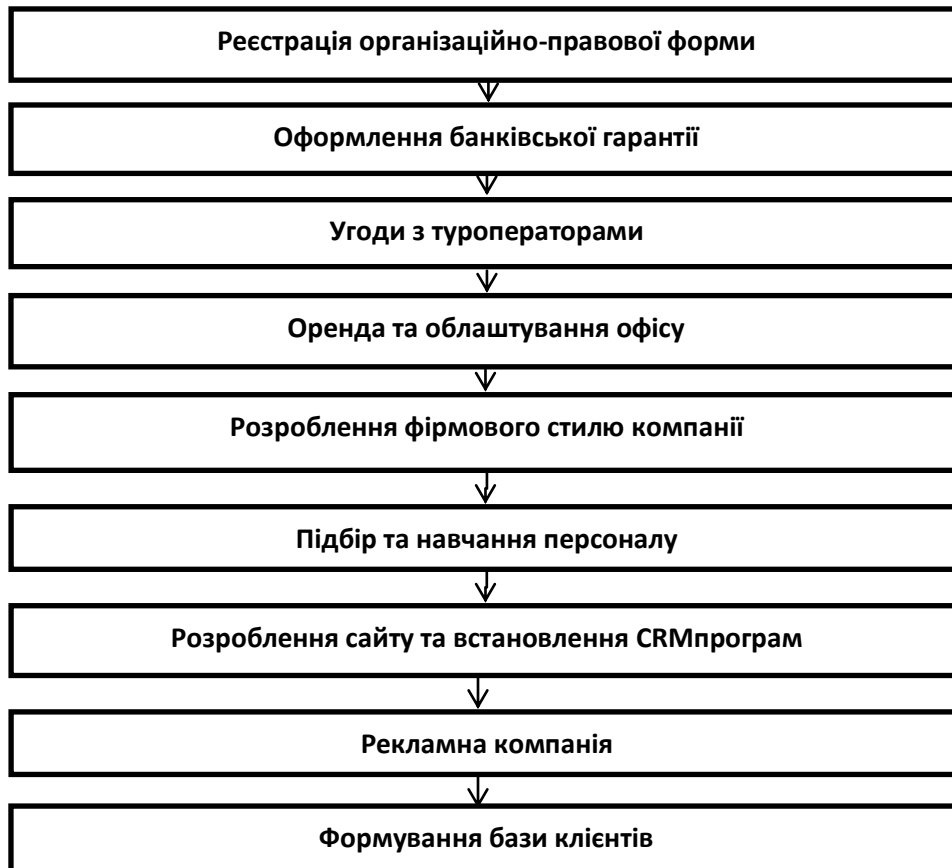 Реєстрація організаційно-правової форми
Оформлення банківської гарантії
Угоди з туроператорами
Оренда та облаштування офісу
Розроблення фірмового стилю компанії
Підбір та навчання персоналу
Розроблення сайту та встановлення CRMпрограм
Рекламна компанія
Формування бази клієнтів